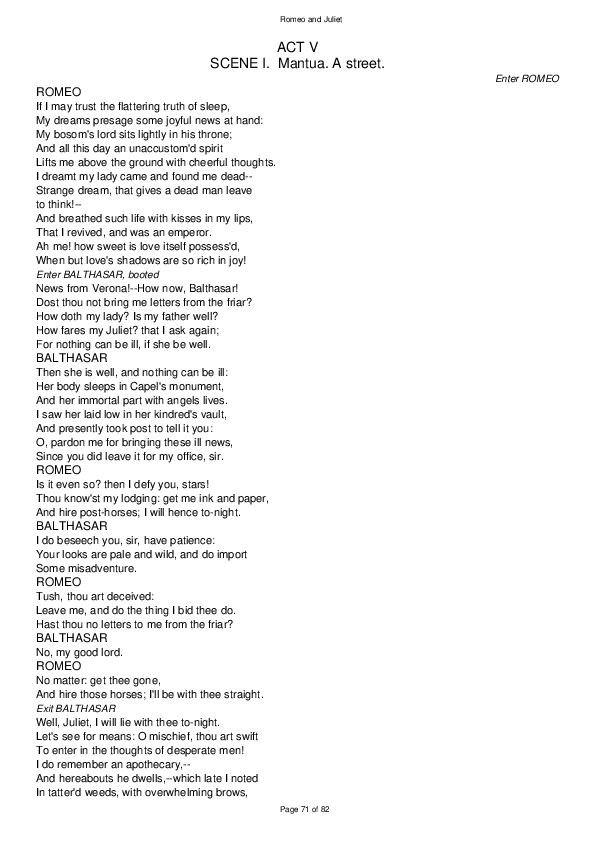 Romeo and Juliet
ACT V
SCENE I.  Mantua. A street.
Enter ROMEO
ROMEO
If I may trust the flattering truth of sleep,
My dreams presage some joyful news at hand:
My bosom's lord sits lightly in his throne;
And all this day an unaccustom'd spirit
Lifts me above the ground with cheerful thoughts.
I dreamt my lady came and found me dead--
Strange dream, that gives a dead man leave
to think!--
And breathed such life with kisses in my lips,
That I revived, and was an emperor.
Ah me! how sweet is love itself possess'd,
When but love's shadows are so rich in joy!
Enter BALTHASAR, booted
News from Verona!--How now, Balthasar!
Dost thou not bring me letters from the friar?
How doth my lady? Is my father well?
How fares my Juliet? that I ask again;
For nothing can be ill, if she be well.
BALTHASAR
Then she is well, and nothing can be ill:
Her body sleeps in Capel's monument,
And her immortal part with angels lives.
I saw her laid low in her kindred's vault,
And presently took post to tell it you:
O, pardon me for bringing these ill news,
Since you did leave it for my office, sir.
ROMEO
Is it even so? then I defy you, stars!
Thou know'st my lodging: get me ink and paper,
And hire post-horses; I will hence to-night.
BALTHASAR
I do beseech you, sir, have patience:
Your looks are pale and wild, and do import
Some misadventure.
ROMEO
Tush, thou art deceived:
Leave me, and do the thing I bid thee do.
Hast thou no letters to me from the friar?
BALTHASAR
No, my good lord.
ROMEO
No matter: get thee gone,
And hire those horses; I'll be with thee straight.
Exit BALTHASAR
Well, Juliet, I will lie with thee to-night.
Let's see for means: O mischief, thou art swift
To enter in the thoughts of desperate men!
I do remember an apothecary,--
And hereabouts he dwells,--which late I noted
In tatter'd weeds, with overwhelming brows,
Page 71 of 82